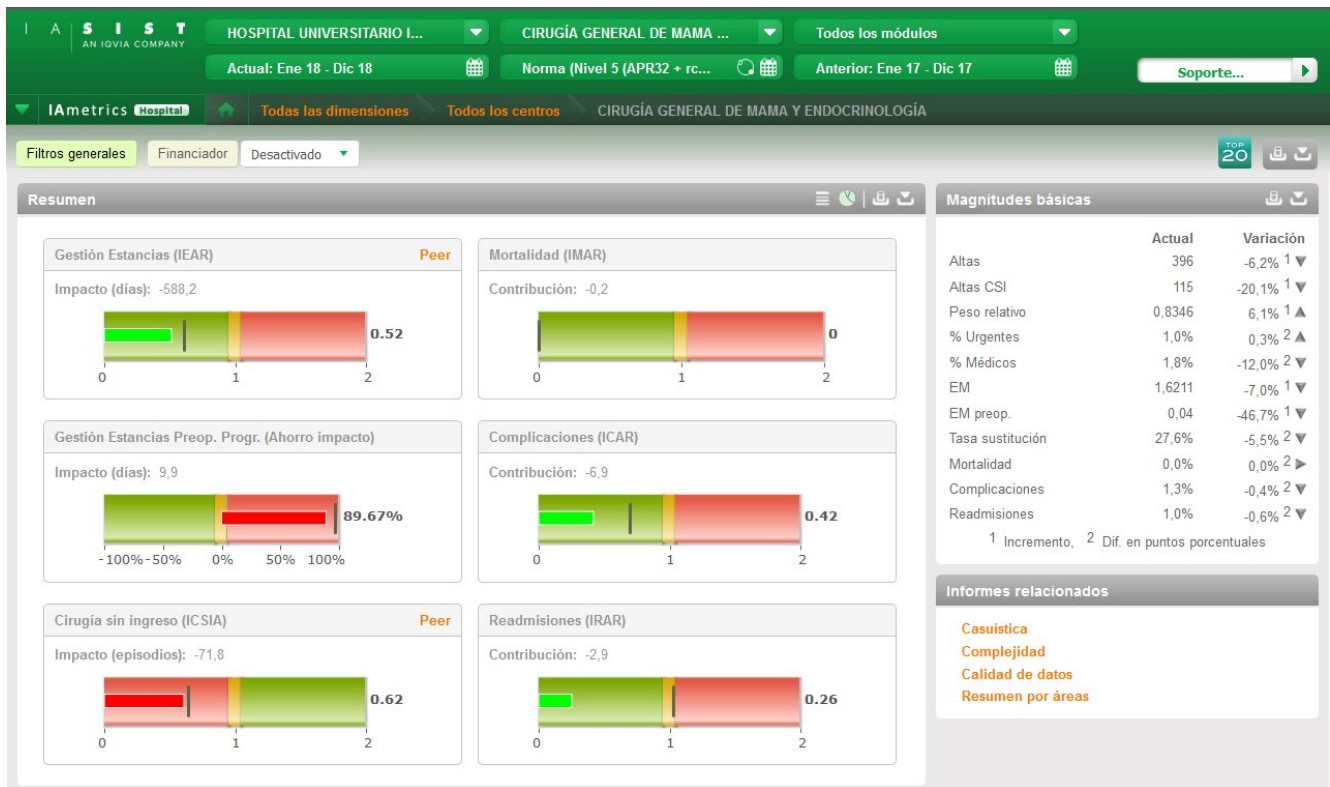 I A S I S T
AN IQVIA COMPANY
HOSPITAL UNIVERSITARIO I...
CIRUGÍA GENERAL DE MAMA ...
Todos los módulos
Actual: Ene 18 - Dic 18
Norma (Nivel 5 (APR32 + rc...
Anterior: Ene 17 - Dic 17
Soporte...
IAmetrics Hospital
Todas las dimensiones
Todos los centros
CIRUGÍA GENERAL DE MAMA Y ENDOCRINOLOGÍA
Filtros generales
Financiador
Desactivado
TOP 20
Resumen
Gestión Estancias (IEAR) Peer
Impacto (días): -588,2
0.52
0 1 2
Mortalidad (IMAR)
Contribución: -0,2
0
0 1 2
Gestión Estancias Preop. Progr. (Ahorro impacto)
Impacto (días): 9,9
89.67%
-100% -50% 0% 50% 100%
Complicaciones (ICAR)
Contribución: -6,9
0.42
0 1 2
Cirugía sin ingreso (ICSIA) Peer
Impacto (episodios): -71,8
0.62
0 1 2
Readmisiones (IRAR)
Contribución: -2,9
0.26
0 1 2
Magnitudes básicas
Actual Variación
Altas 396 -6,2% 1
Altas CSI 115 -20,1% 1
Peso relativo 0,8346 6,1% 1
% Urgentes 1,0% 0,3% 2
% Médicos 1,8% -12,0% 2
EM 1,6211 -7,0% 1
EM preop. 0,04 -46,7% 1
Tasa sustitución 27,6% -5,5% 2
Mortalidad 0,0% 0,0% 2
Complicaciones 1,3% -0,4% 2
Readmisiones 1,0% -0,6% 2
1 Incremento, 2 Dif. en puntos porcentuales
Informes relacionados
Casuística
Complejidad
Calidad de datos
Resumen por áreas